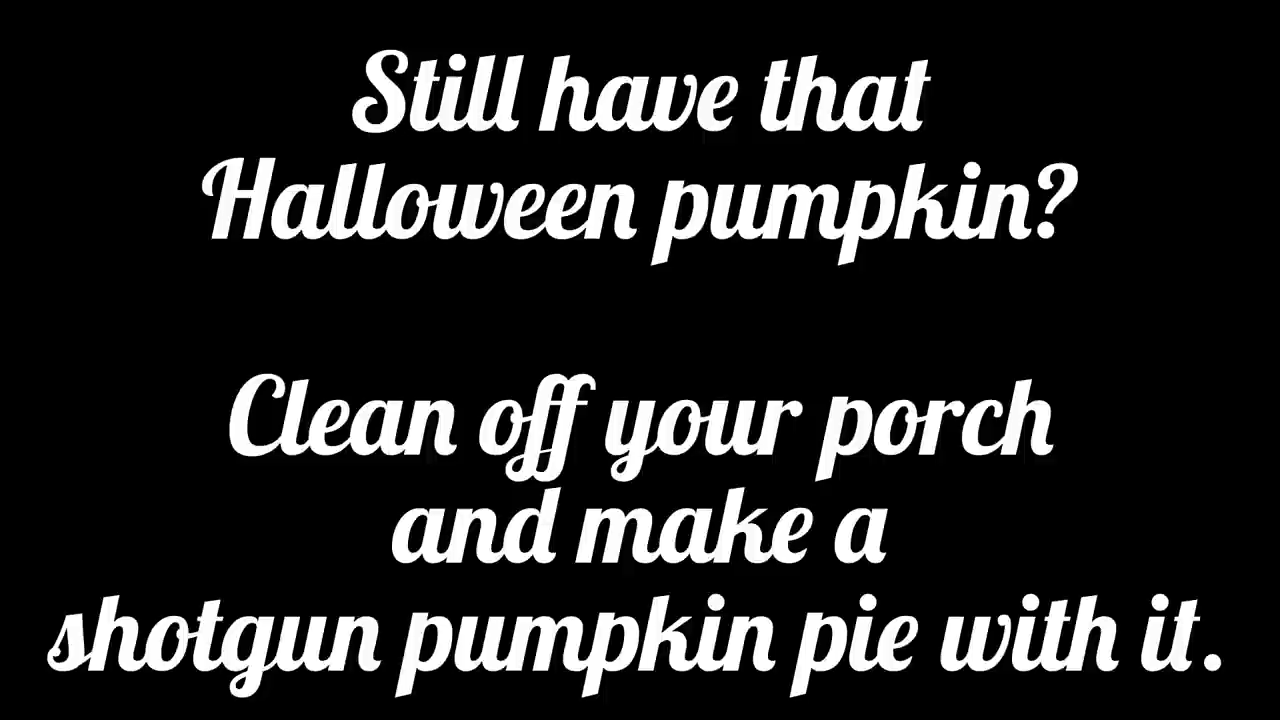 Still have that
Halloween pumpkin?
Clean off your porch
and make a
shotgun pumpkin pie with it.